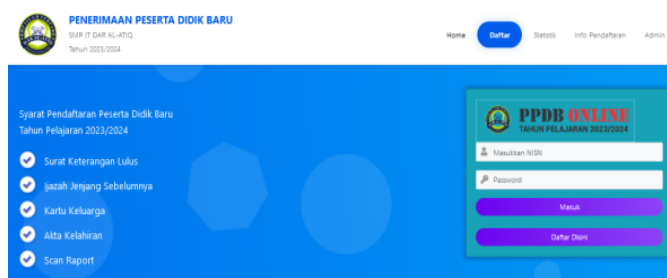 PENERIMAAN PESERTA DIDIK BARU
SMP IT DAR AL-ATIQ
Tahun 2023/2024
Home Daftar Statistik Info Pendaftaran Admin
Syarat Pendaftaran Peserta Didik Baru
Tahun Pelajaran 2023/2024
Surat Keterangan Lulus
Ijazah Jenjang Sebelumnya
Kartu Keluarga
Akta Kelahiran
Scan Raport
PPDB ONLINE
TAHUN PELAJARAN 2023/2024
Masukkan NISN
Password
Masuk
Daftar Disini